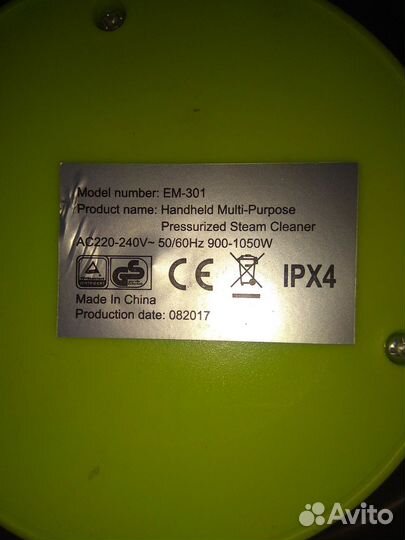 Model number: EM-301
Product name: Handheld Multi-Purpose
Pressurized Steam Cleaner
AC220-240V~ 50/60Hz 900-1050W
GS CE IPX4
Made In China
Production date: 082017
Avito